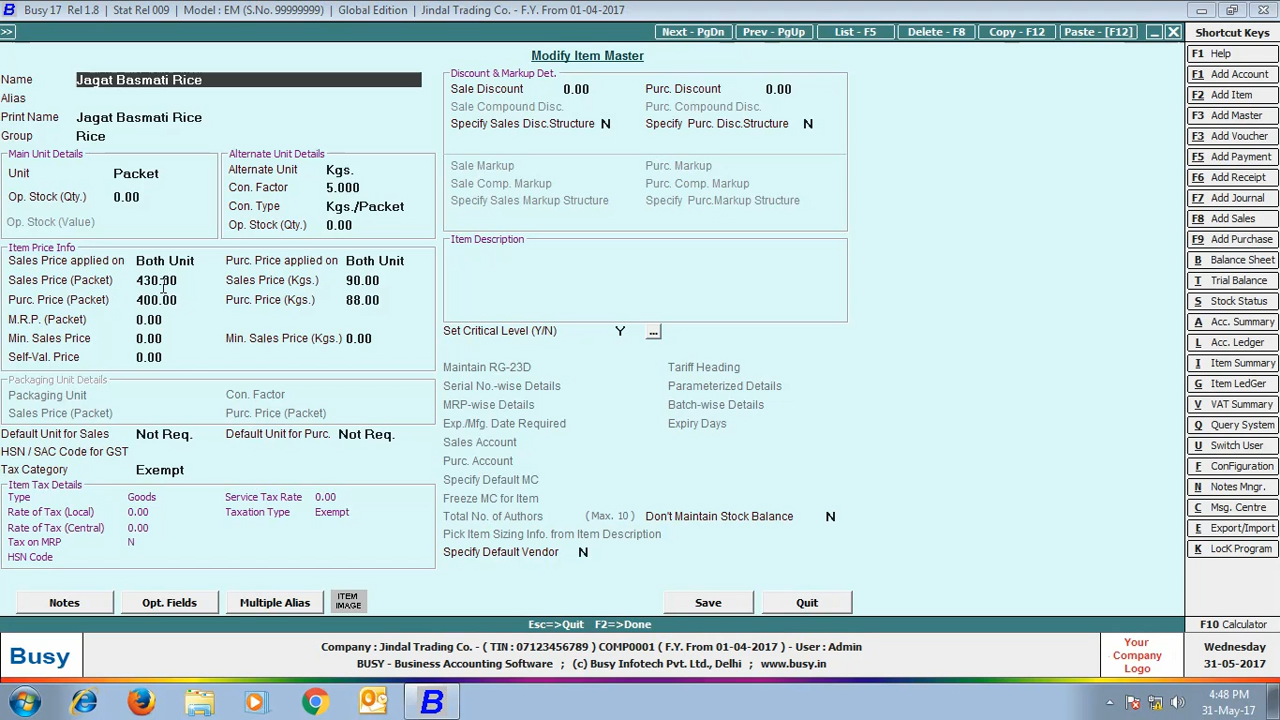 Busy 17 Rel 1.8 | Stat Rel 009 | Model : EM (S.No. 99999999) | Global Edition | Jindal Trading Co. - F.Y. From 01-04-2017
>> Next - PgDn Prev - PgUp List - F5 Delete - F8 Copy - F12 Paste - [F12] Shortcut Keys
Modify Item Master
Name Jagat Basmati Rice
Alias
Print Name Jagat Basmati Rice
Group Rice
Main Unit Details
Unit Packet
Op. Stock (Qty.) 0.00
Op. Stock (Value)
Alternate Unit Details
Alternate Unit Kgs.
Con. Factor 5.000
Con. Type Kgs./Packet
Op. Stock (Qty.) 0.00
Item Price Info
Sales Price applied on Both Unit Purc. Price applied on Both Unit
Sales Price (Packet) 430.00 Sales Price (Kgs.) 90.00
Purc. Price (Packet) 400.00 Purc. Price (Kgs.) 88.00
M.R.P. (Packet) 0.00
Min. Sales Price 0.00 Min. Sales Price (Kgs.) 0.00
Self-Val. Price 0.00
Packaging Unit Details
Packaging Unit Con. Factor
Sales Price (Packet) Purc. Price (Packet)
Default Unit for Sales Not Req. Default Unit for Purc. Not Req.
HSN / SAC Code for GST
Tax Category Exempt
Item Tax Details
Type Goods Service Tax Rate 0.00
Rate of Tax (Local) 0.00 Taxation Type Exempt
Rate of Tax (Central) 0.00
Tax on MRP N
HSN Code
Discount & Markup Det.
Sale Discount 0.00 Purc. Discount 0.00
Sale Compound Disc. Purc. Compound Disc.
Specify Sales Disc.Structure N Specify Purc. Disc.Structure N
Sale Markup Purc. Markup
Sale Comp. Markup Purc. Comp. Markup
Specify Sales Markup Structure Specify Purc.Markup Structure
Item Description
Set Critical Level (Y/N) Y ...
Maintain RG-23D Tariff Heading
Serial No.-wise Details Parameterized Details
MRP-wise Details Batch-wise Details
Exp./Mfg. Date Required Expiry Days
Sales Account
Purc. Account
Specify Default MC
Freeze MC for Item
Total No. of Authors (Max. 10) Don't Maintain Stock Balance N
Pick Item Sizing Info. from Item Description
Specify Default Vendor N
Notes Opt. Fields Multiple Alias ITEM IMAGE Save Quit
Esc=>Quit F2=>Done
F1 Help
F1 Add Account
F2 Add Item
F3 Add Master
F3 Add Voucher
F5 Add Payment
F6 Add Receipt
F7 Add Journal
F8 Add Sales
F9 Add Purchase
B Balance Sheet
T Trial Balance
S Stock Status
A Acc. Summary
L Acc. Ledger
I Item Summary
G Item LedGer
V VAT Summary
Q Query System
U Switch User
F Configuration
N Notes Mngr.
C Msg. Centre
E Export/Import
K LocK Program
F10 Calculator
Busy
Company : Jindal Trading Co. - ( TIN : 07123456789 ) COMP0001 ( F.Y. From 01-04-2017 ) - User : Admin
BUSY - Business Accounting Software ; (c) Busy Infotech Pvt. Ltd., Delhi ; www.busy.in
Your
Company
Logo
Wednesday
31-05-2017
B
4:48 PM
31-May-17